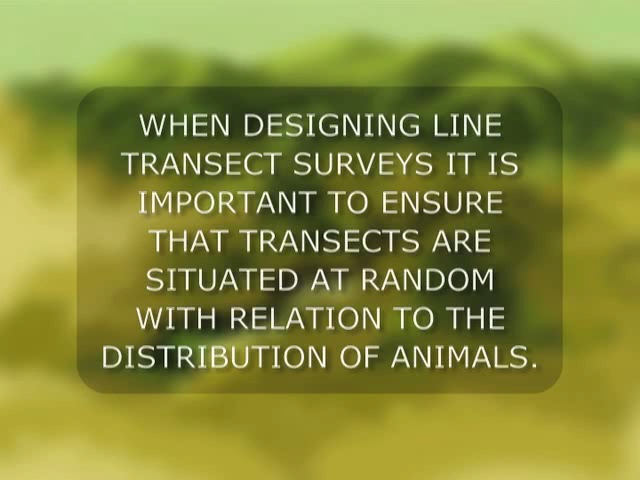 WHEN DESIGNING LINE
TRANSECT SURVEYS IT IS
IMPORTANT TO ENSURE
THAT TRANSECTS ARE
SITUATED AT RANDOM
WITH RELATION TO THE
DISTRIBUTION OF ANIMALS.